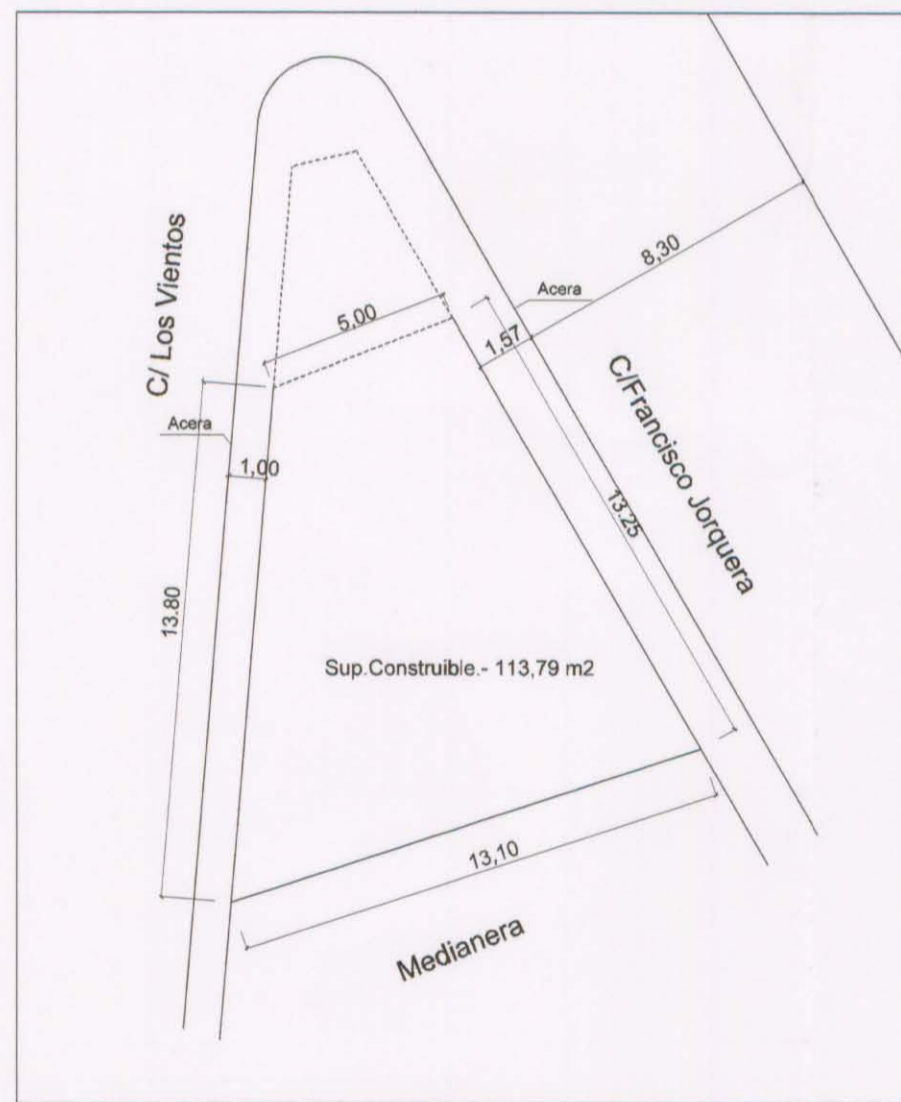 C/ Los Vientos
8,30
Acera
5,00
1,57
C/Francisco Jorquera
Acera
1,00
13.25
13.80
Sup.Construible.- 113,79 m2
13,10
Medianera